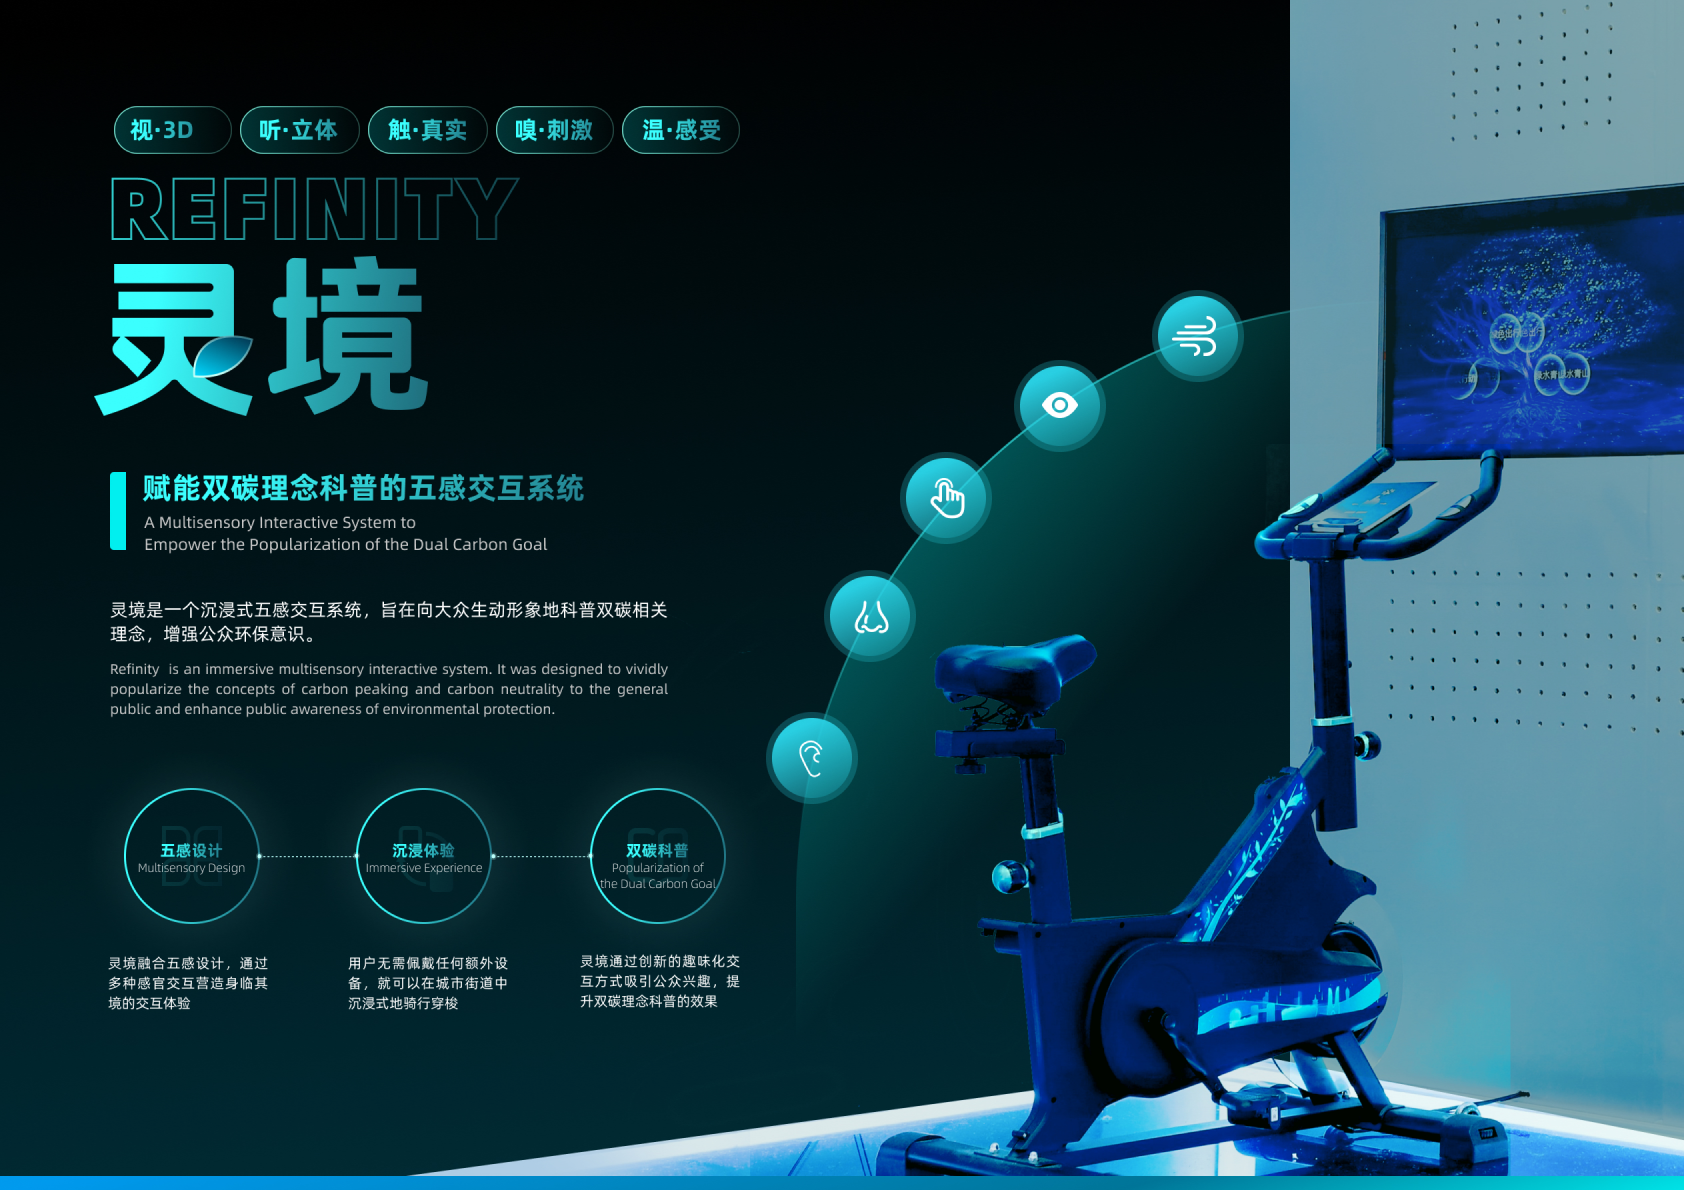 视·3D
听·立体
触·真实
嗅·刺激
温·感受
REFINITY
灵境
赋能双碳理念科普的五感交互系统
A Multisensory Interactive System to
Empower the Popularization of the Dual Carbon Goal
灵境是一个沉浸式五感交互系统，旨在向大众生动形象地科普双碳相关
理念，增强公众环保意识。
Refinity is an immersive multisensory interactive system. It was designed to vividly
popularize the concepts of carbon peaking and carbon neutrality to the general
public and enhance public awareness of environmental protection.
五感设计
Multisensory Design
沉浸体验
Immersive Experience
双碳科普
Popularization of
the Dual Carbon Goal
灵境融合五感设计，通过
多种感官交互营造身临其
境的交互体验
用户无需佩戴任何额外设
备，就可以在城市街道中
沉浸式地骑行穿梭
灵境通过创新的趣味化交
互方式吸引公众兴趣，提
升双碳理念科普的效果